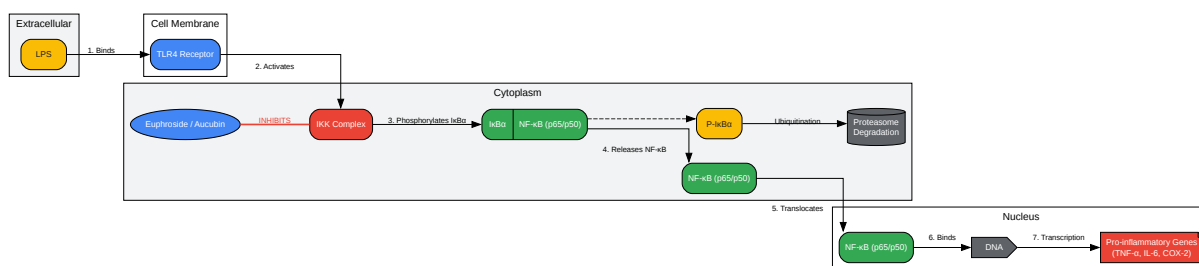 Extracellular
Cell Membrane
LPS
1. Binds
TLR4 Receptor
2. Activates
Cytoplasm
Euphroside / Aucubin
INHIBITS
IKK Complex
3. Phosphorylates IκBα
IκBα
NF-κB (p65/p50)
P-IκBα
Ubiquitination
Proteasome
Degradation
4. Releases NF-κB
NF-κB (p65/p50)
5. Translocates
Nucleus
NF-κB (p65/p50)
6. Binds
DNA
7. Transcription
Pro-inflammatory Genes
(TNF-α, IL-6, COX-2)